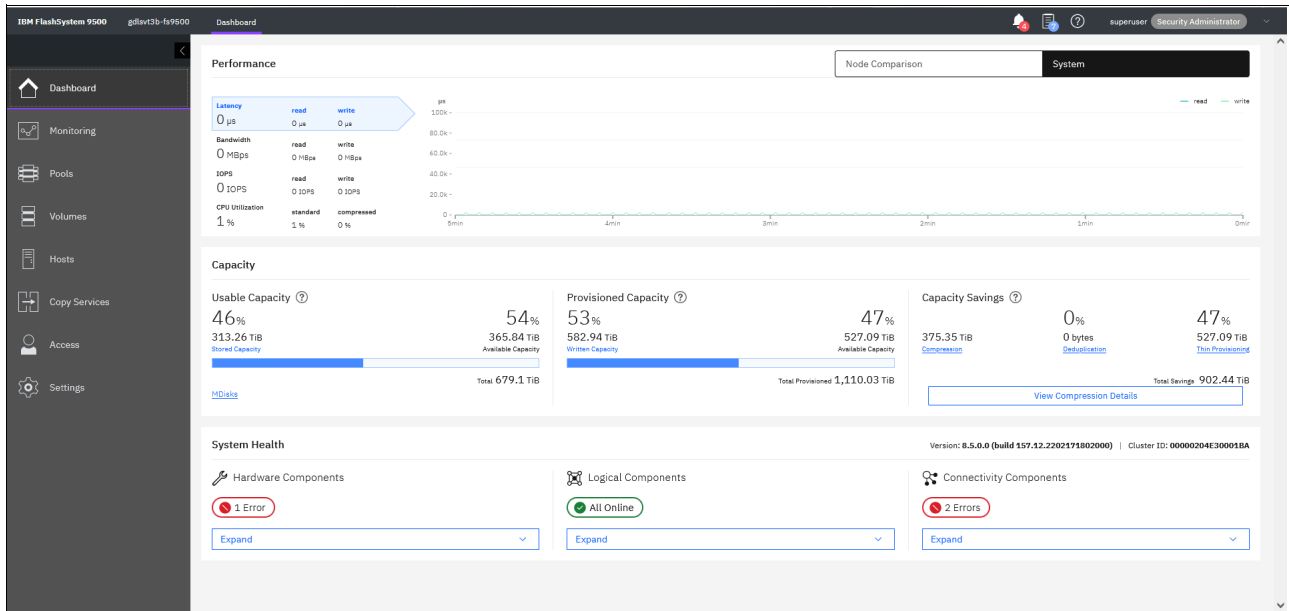 IBM FlashSystem 9500 gdlsvt3b-fs9500 Dashboard 4 7 superuser Security Administrator
Dashboard
Monitoring
Pools
Volumes
Hosts
Copy Services
Access
Settings
Performance Node Comparison System
Latency read write
0 µs 0 µs 0 µs
Bandwidth read write
0 MBps 0 MBps 0 MBps
IOPS read write
0 IOPS 0 IOPS 0 IOPS
CPU Utilization standard compressed
1 % 1 % 0 %
µs read write
100k
80.0k
60.0k
40.0k
20.0k
0
5min 4min 3min 2min 1min 0min
Capacity
Usable Capacity ?
46% 54%
313.26 TiB 365.84 TiB
Stored Capacity Available Capacity
Total 679.1 TiB
MDisks
Provisioned Capacity ?
53% 47%
582.94 TiB 527.09 TiB
Written Capacity Available Capacity
Total Provisioned 1,110.03 TiB
Capacity Savings ?
0% 47%
375.35 TiB 0 bytes 527.09 TiB
Compression Deduplication Thin Provisioning
Total Savings 902.44 TiB
View Compression Details
System Health Version: 8.5.0.0 (build 157.12.2202171802000) | Cluster ID: 00000204E30001BA
Hardware Components
1 Error
Expand
Logical Components
All Online
Expand
Connectivity Components
2 Errors
Expand